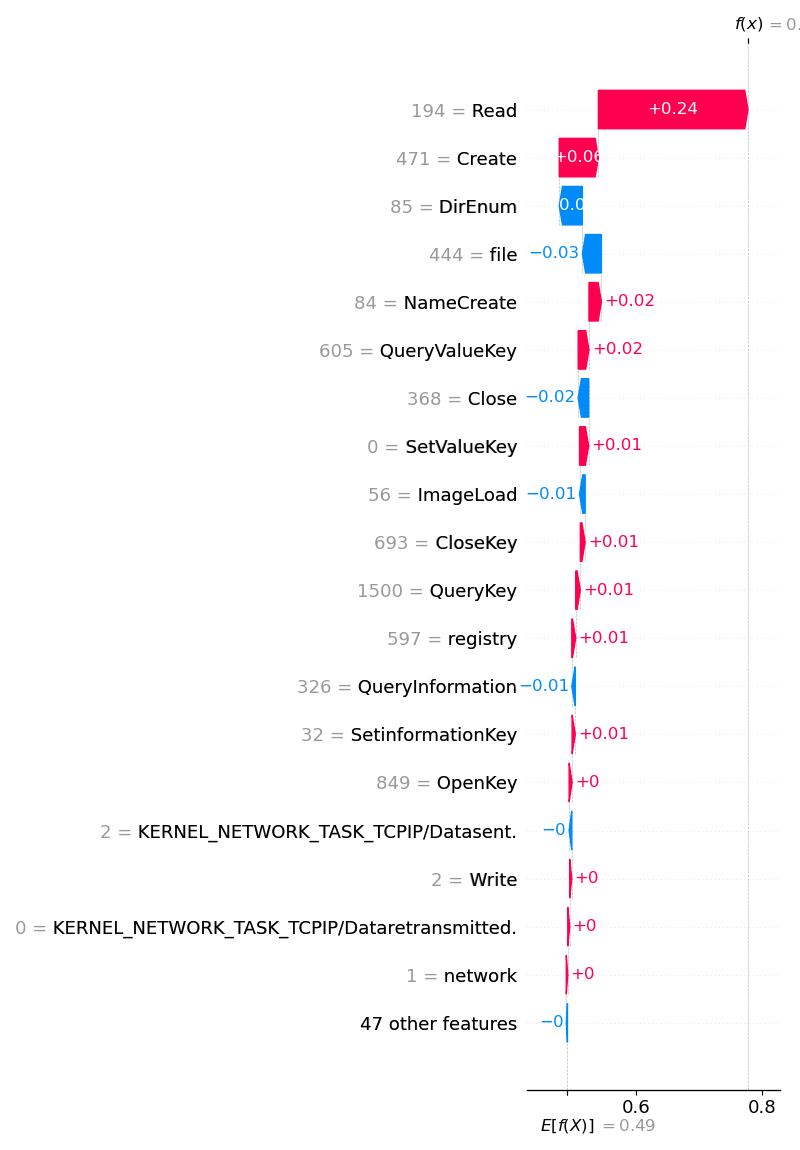 f(x) = 0.
194 = Read +0.24
471 = Create +0.06
85 = DirEnum 0.0
444 = file −0.03
84 = NameCreate +0.02
605 = QueryValueKey +0.02
368 = Close −0.02
0 = SetValueKey +0.01
56 = ImageLoad −0.01
693 = CloseKey +0.01
1500 = QueryKey +0.01
597 = registry +0.01
326 = QueryInformation −0.01
32 = SetinformationKey +0.01
849 = OpenKey +0
2 = KERNEL_NETWORK_TASK_TCPIP/Datasent. −0
2 = Write +0
0 = KERNEL_NETWORK_TASK_TCPIP/Dataretransmitted. +0
1 = network +0
47 other features −0
0.6 0.8
E[f(X)] = 0.49